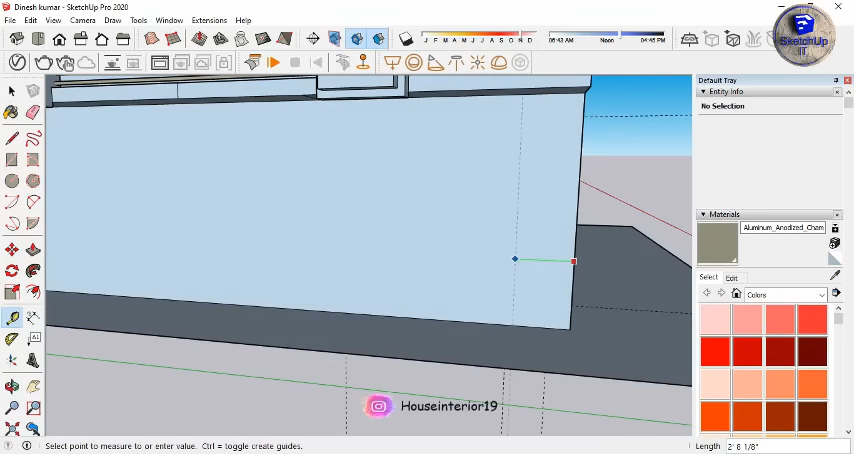 Dinesh kumar - SketchUp Pro 2020
File Edit View Camera Draw Tools Window Extensions Help
J F M A M J J A S O N D
06:43 AM Noon 04:45 PM
SketchUp
IT
Default Tray
Entity Info
No Selection
Materials
Aluminum_Anodized_Cham
Select Edit
Colors
A1
Houseinterior19
Select point to measure to or enter value. Ctrl = toggle create guides.
Length 2' 8 1/8"